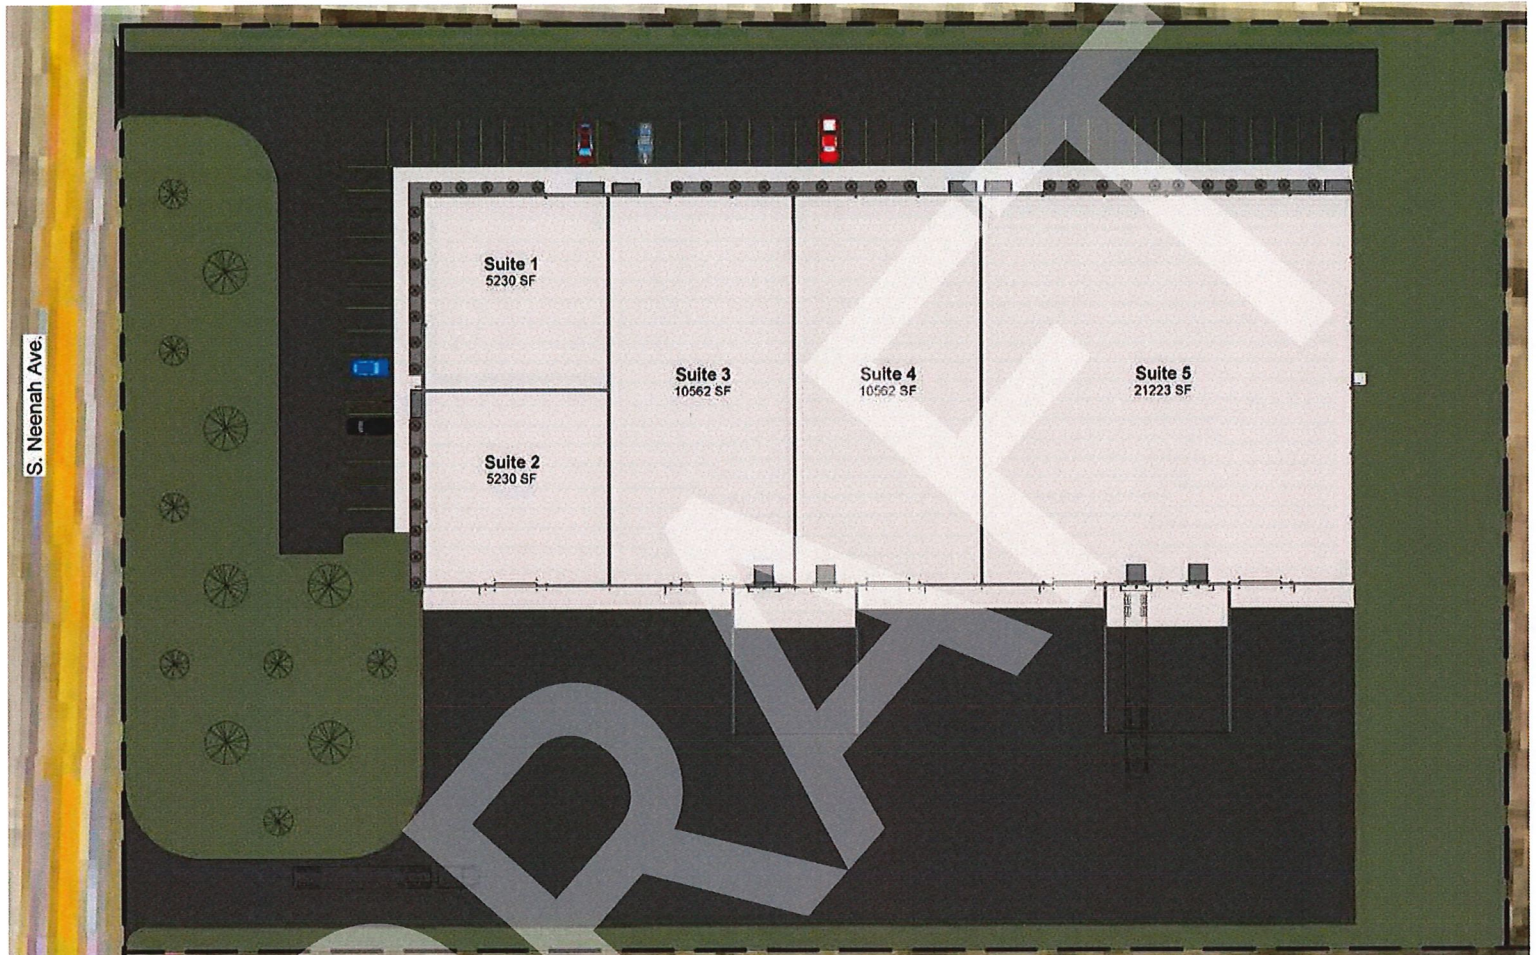 S. Neenah Ave.
Suite 1
5230 SF
Suite 2
5230 SF
Suite 3
10562 SF
Suite 4
10562 SF
Suite 5
21223 SF
DRAFT